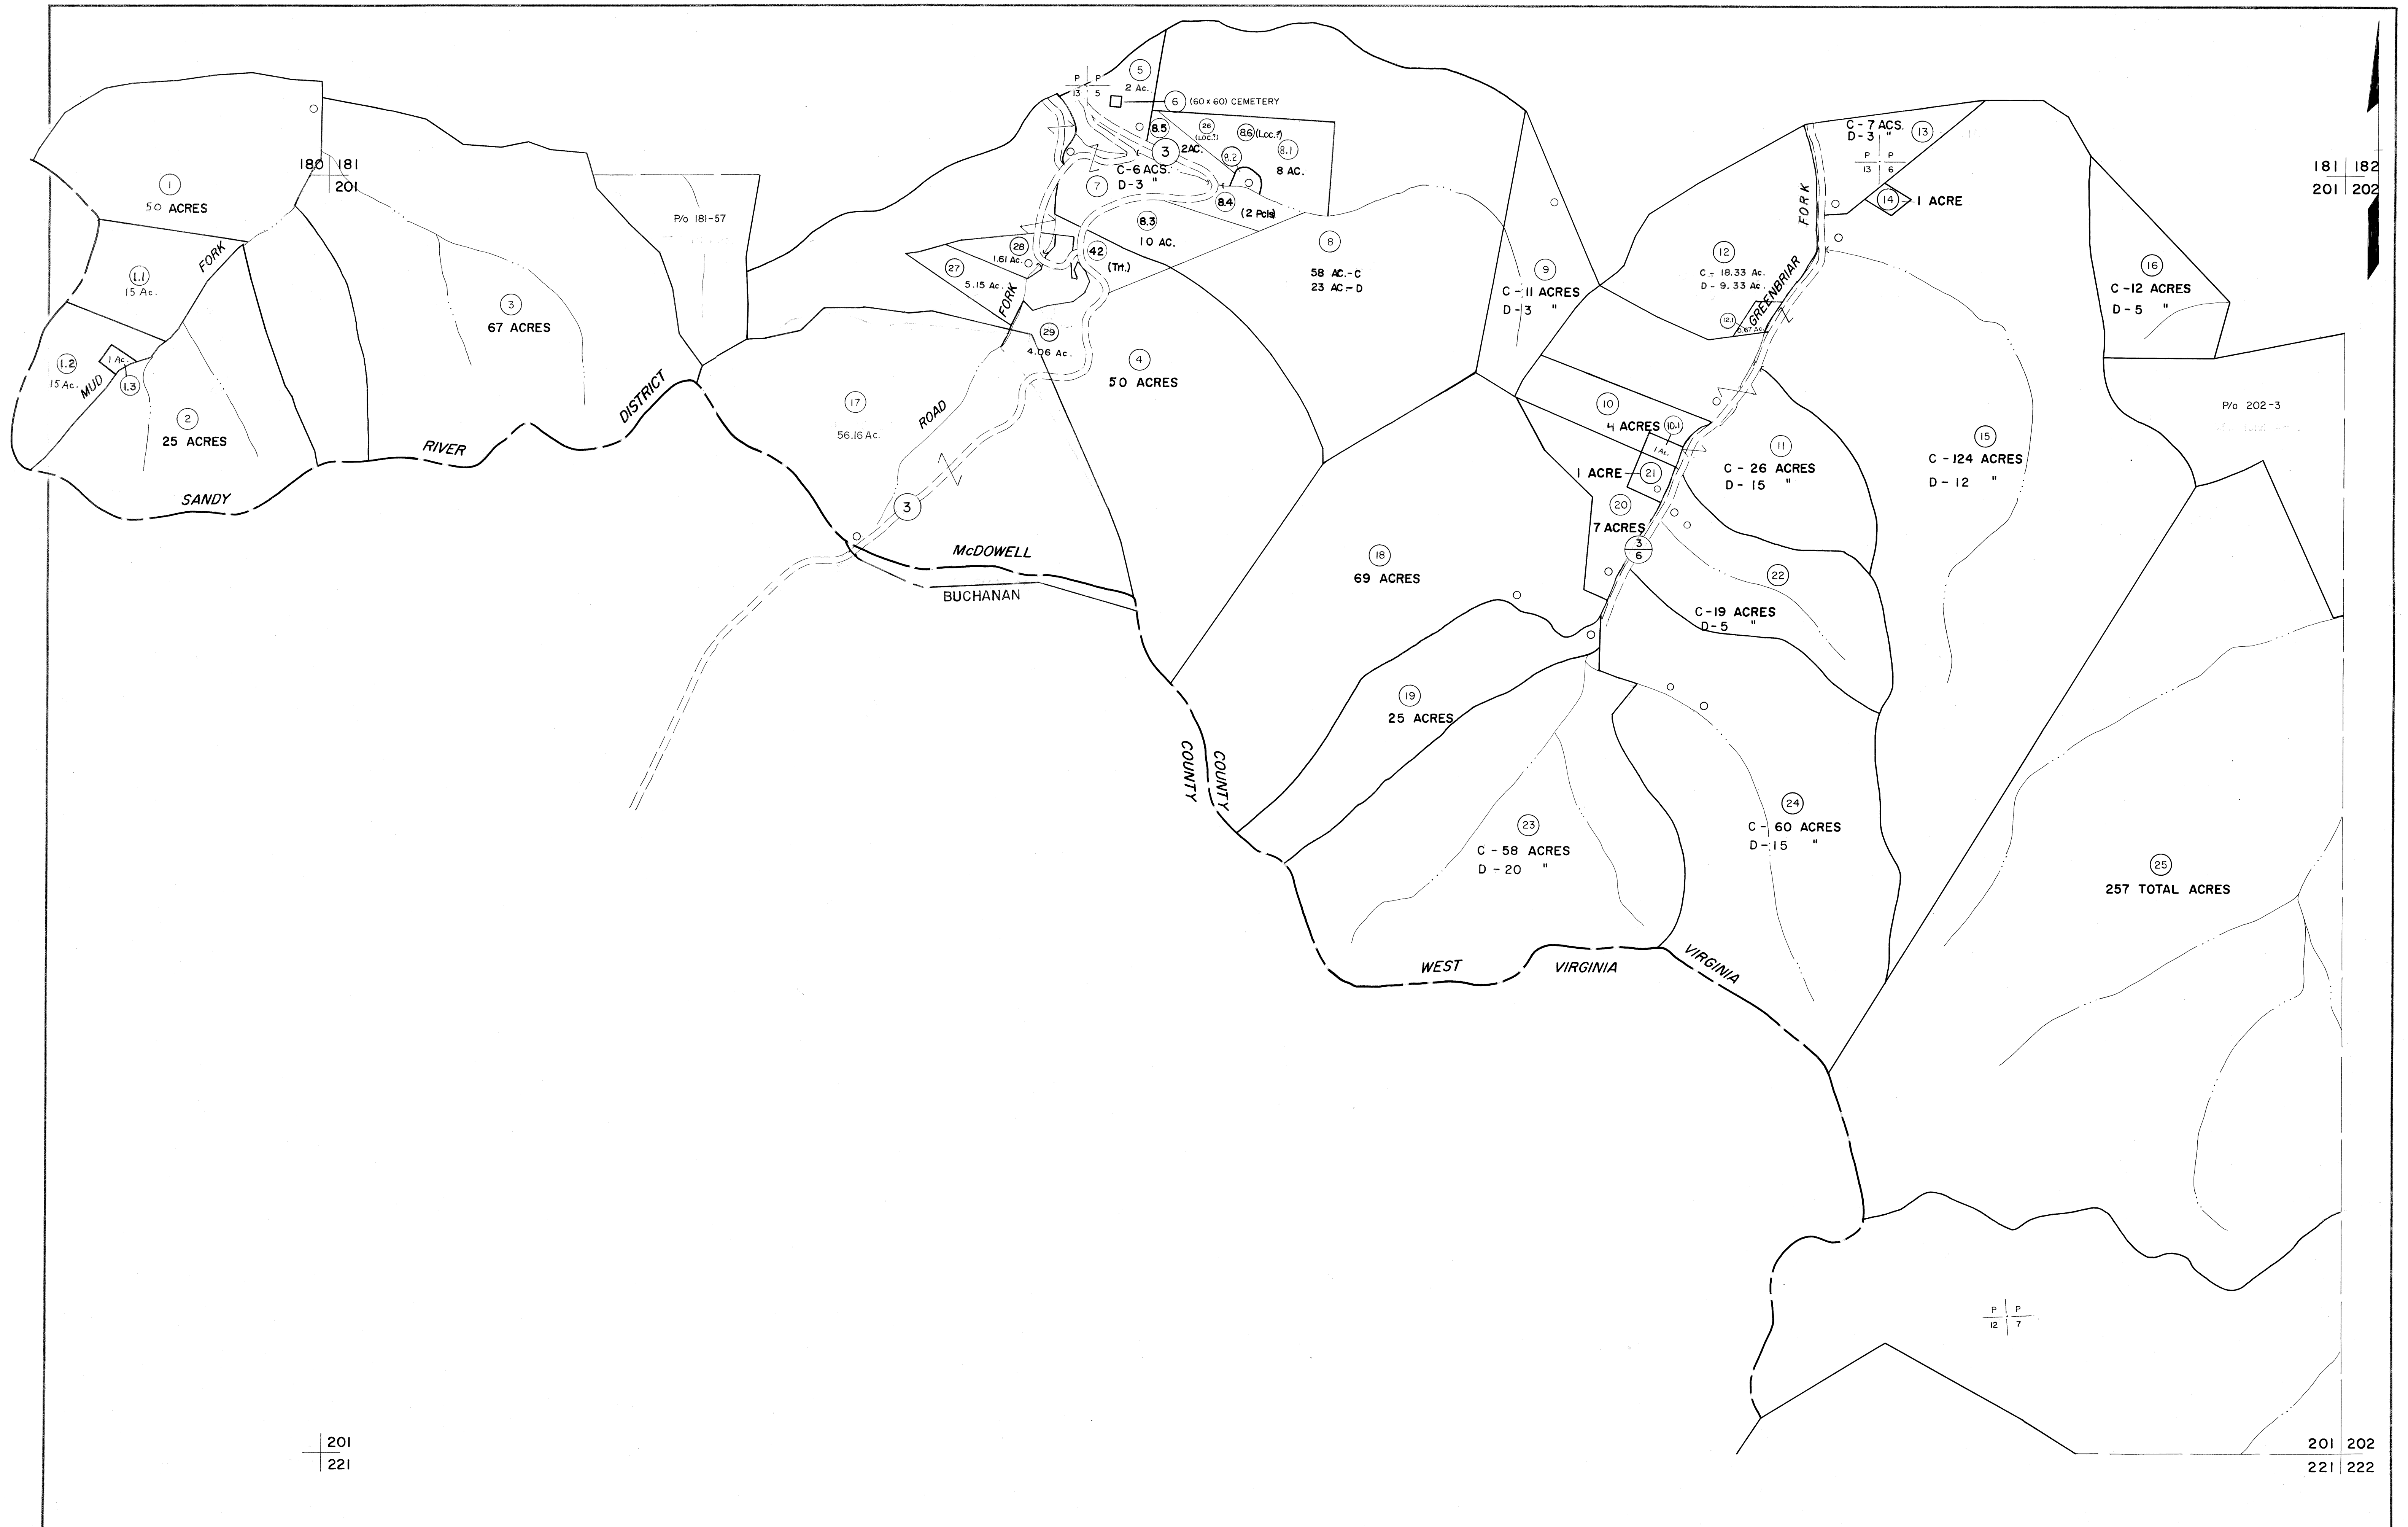 5
2 Ac.
P P
13 5
6 (60 x 60) CEMETERY
8.5
26
(LOC.?)
8.6 (Loc.?)
8.1
8 AC.
3 2AC.
8.2
7
C-6 ACS.
D-3 "
8.4
(2 Pcls)
8.3
10 AC.
180 181
201
1
50 ACRES
P/o 181-57
13
C-7 ACS.
D-3 "
P P
13 6
14 1 ACRE
181 182
201 202
FORK
GREENBRIAR
1.1
15 Ac.
FORK
3
67 ACRES
28
1.61 Ac.
42
(Trt.)
27
5.15 Ac.
FORK
8
58 AC.-C
23 AC.-D
9
C-11 ACRES
D-3 "
12
C - 18.33 Ac.
D - 9.33 Ac.
12.1
0.67 Ac.
16
C-12 ACRES
D-5 "
1.2
15 Ac.
1 Ac.
1.3
MUD
2
25 ACRES
29
4.06 Ac.
4
50 ACRES
17
56.16 Ac.
ROAD
3
10
4 ACRES
10.1
1 Ac.
1 ACRE
21
11
C - 26 ACRES
D - 15 "
15
C -124 ACRES
D - 12 "
P/o 202-3
SANDY
RIVER
DISTRICT
20
7 ACRES
3
6
McDOWELL
BUCHANAN
18
69 ACRES
22
C-19 ACRES
D-5 "
19
25 ACRES
COUNTY
COUNTY
23
C - 58 ACRES
D - 20 "
24
C - 60 ACRES
D - 15 "
25
257 TOTAL ACRES
WEST
VIRGINIA
VIRGINIA
P P
12 7
201
221
201 202
221 222